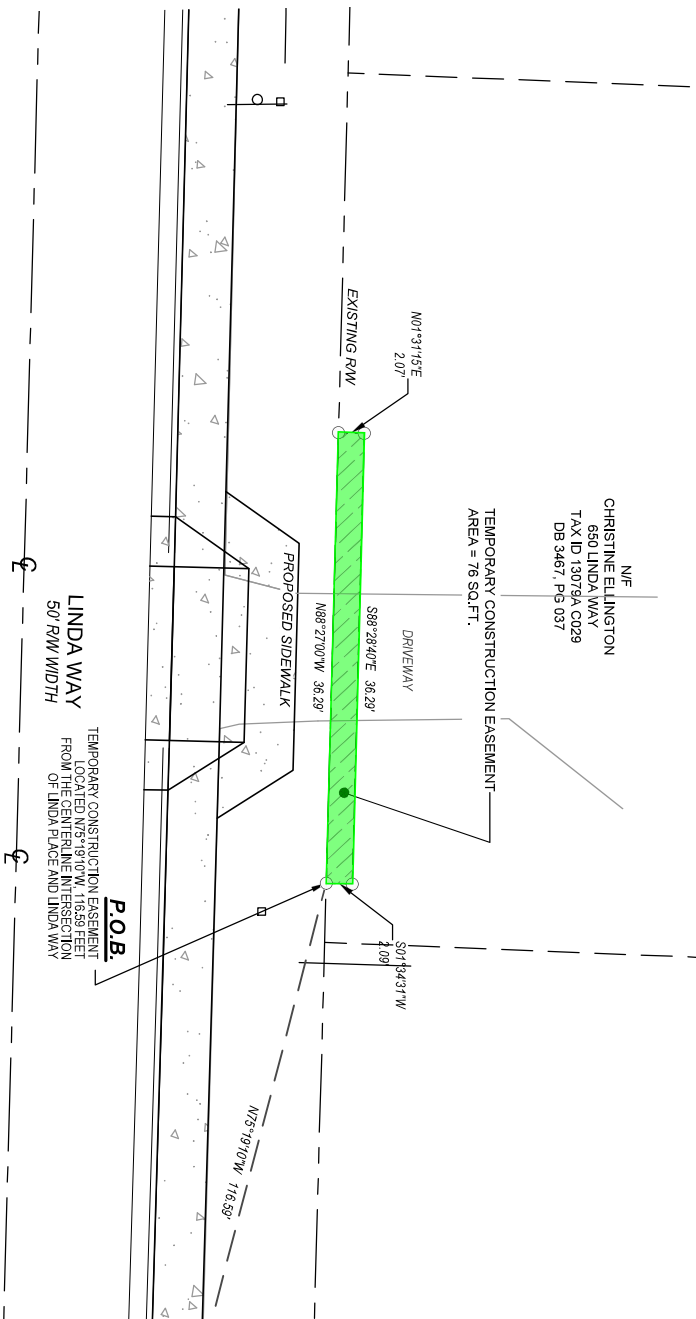 N/F
CHRISTINE ELLINGTON
650 LINDA WAY
TAX ID 13079A C029
DB 3467, PG 037
TEMPORARY CONSTRUCTION EASEMENT
AREA = 76 SQ.FT.
N01°31'15"E
2.07'
DRIVEWAY
S88°28'40"E 36.29'
S01°34'31"W
2.09'
EXISTING R/W
N88°27'00"W 36.29'
PROPOSED SIDEWALK
N75°19'10"W 116.59'
P.O.B.
TEMPORARY CONSTRUCTION EASEMENT
LOCATED N75°19'10"W, 116.59 FEET
FROM THE CENTERLINE INTERSECTION
OF LINDA PLACE AND LINDA WAY
LINDA WAY
50' R/W WIDTH
℄
℄